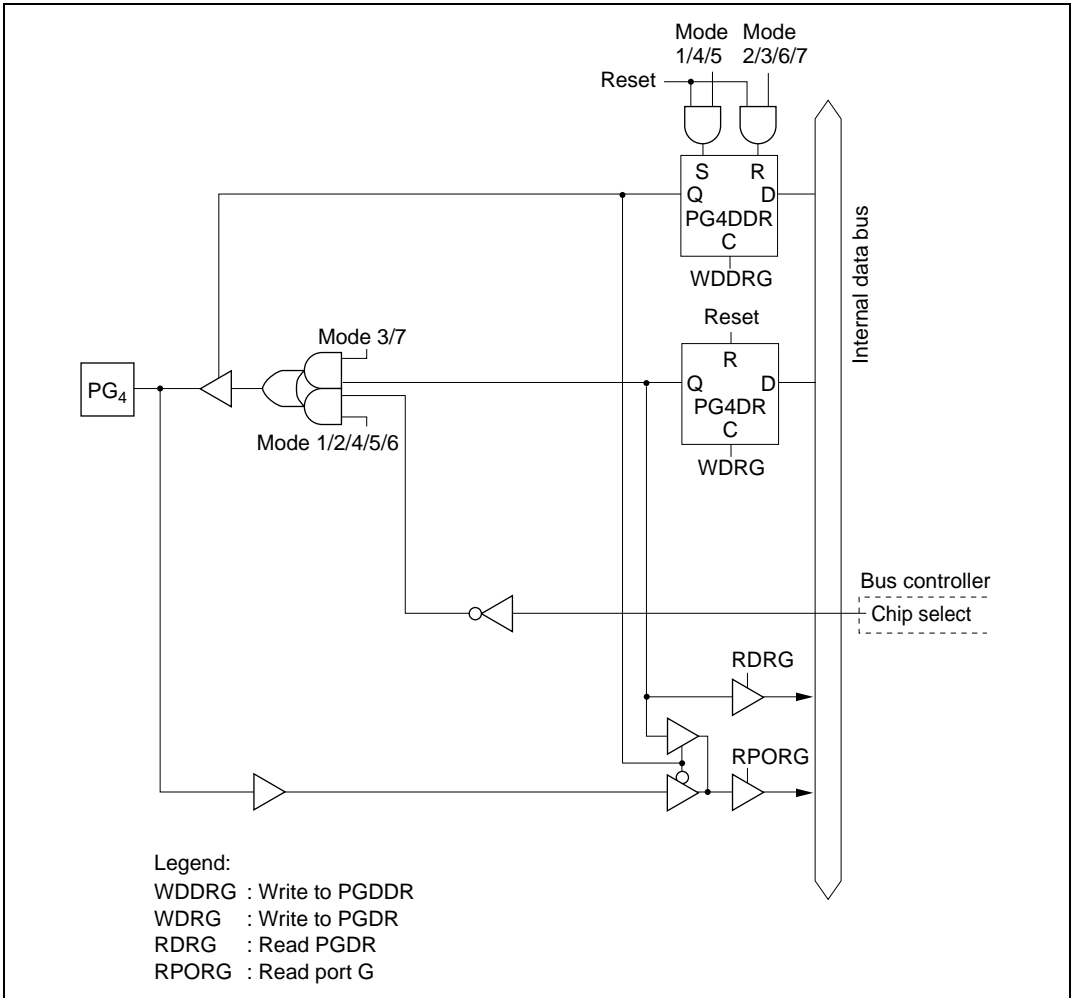 Mode Mode
1/4/5 2/3/6/7
Reset
S R
Q D
PG4DDR
C
WDDRG
Internal data bus
Reset
Mode 3/7
R
Q D
PG4DR
C
WDRG
PG4
Mode 1/2/4/5/6
Bus controller
Chip select
RDRG
RPORG
Legend:
WDDRG : Write to PGDDR
WDRG : Write to PGDR
RDRG : Read PGDR
RPORG : Read port G